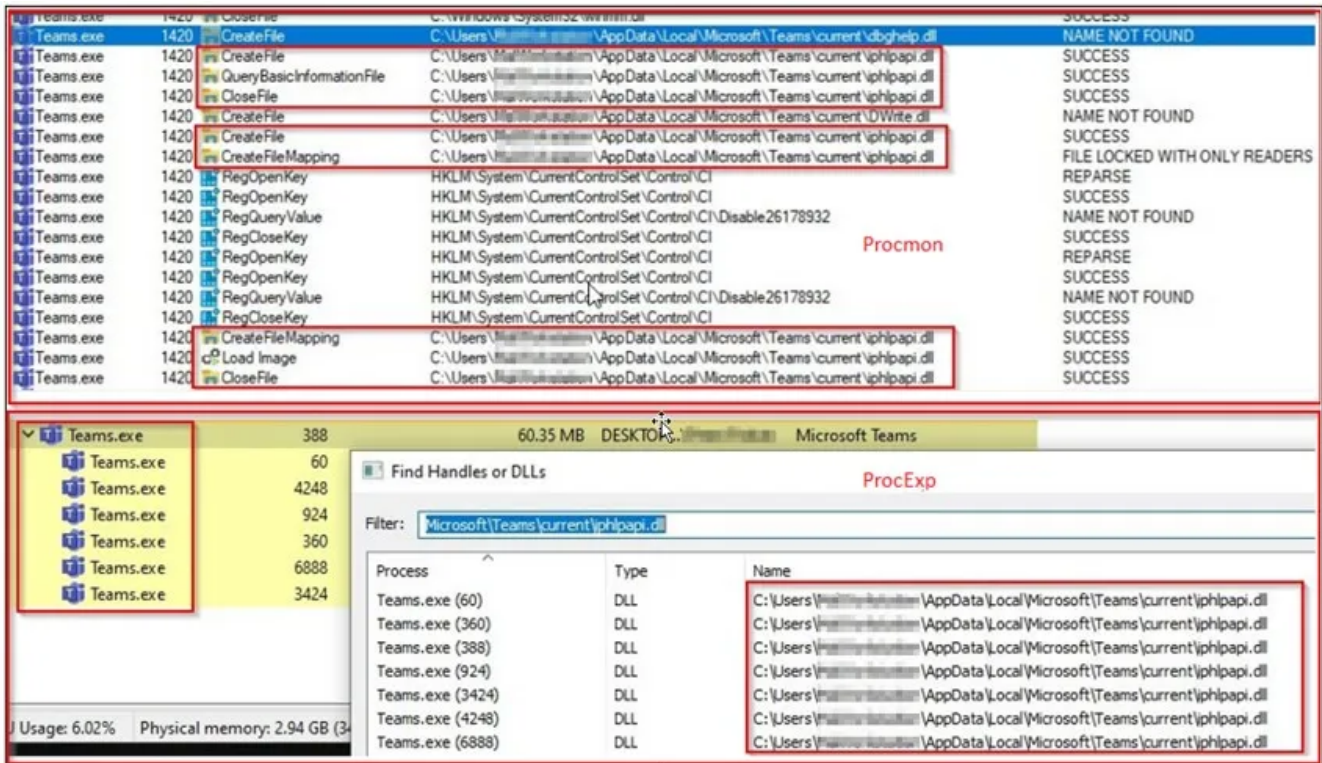 Teams.exe 1420 CloseFile C:\Windows\System32\winmm.dll SUCCESS
Teams.exe 1420 CreateFile C:\Users\ \AppData\Local\Microsoft\Teams\current\dbghelp.dll NAME NOT FOUND
Teams.exe 1420 CreateFile C:\Users\ \AppData\Local\Microsoft\Teams\current\iphlpapi.dll SUCCESS
Teams.exe 1420 QueryBasicInformationFile C:\Users\ \AppData\Local\Microsoft\Teams\current\iphlpapi.dll SUCCESS
Teams.exe 1420 CloseFile C:\Users\ \AppData\Local\Microsoft\Teams\current\iphlpapi.dll SUCCESS
Teams.exe 1420 CreateFile C:\Users\ \AppData\Local\Microsoft\Teams\current\DWrite.dll NAME NOT FOUND
Teams.exe 1420 CreateFile C:\Users\ \AppData\Local\Microsoft\Teams\current\iphlpapi.dll SUCCESS
Teams.exe 1420 CreateFileMapping C:\Users\ \AppData\Local\Microsoft\Teams\current\iphlpapi.dll FILE LOCKED WITH ONLY READERS
Teams.exe 1420 RegOpenKey HKLM\System\CurrentControlSet\Control\CI REPARSE
Teams.exe 1420 RegOpenKey HKLM\System\CurrentControlSet\Control\CI SUCCESS
Teams.exe 1420 RegQueryValue HKLM\System\CurrentControlSet\Control\CI\Disable26178932 NAME NOT FOUND
Teams.exe 1420 RegCloseKey HKLM\System\CurrentControlSet\Control\CI SUCCESS
Procmon
Teams.exe 1420 RegOpenKey HKLM\System\CurrentControlSet\Control\CI REPARSE
Teams.exe 1420 RegOpenKey HKLM\System\CurrentControlSet\Control\CI SUCCESS
Teams.exe 1420 RegQueryValue HKLM\System\CurrentControlSet\Control\CI\Disable26178932 NAME NOT FOUND
Teams.exe 1420 RegCloseKey HKLM\System\CurrentControlSet\Control\CI SUCCESS
Teams.exe 1420 CreateFileMapping C:\Users\ \AppData\Local\Microsoft\Teams\current\iphlpapi.dll SUCCESS
Teams.exe 1420 Load Image C:\Users\ \AppData\Local\Microsoft\Teams\current\iphlpapi.dll SUCCESS
Teams.exe 1420 CloseFile C:\Users\ \AppData\Local\Microsoft\Teams\current\iphlpapi.dll SUCCESS
Teams.exe 388 60.35 MB DESKTO Microsoft Teams
Teams.exe 60
Teams.exe 4248
Teams.exe 924
Teams.exe 360
Teams.exe 6888
Teams.exe 3424
U Usage: 6.02% Physical memory: 2.94 GB (34
Find Handles or DLLs
ProcExp
Filter: Microsoft\Teams\current\iphlpapi.dll
Process Type Name
Teams.exe (60) DLL C:\Users\ \AppData\Local\Microsoft\Teams\current\iphlpapi.dll
Teams.exe (360) DLL C:\Users\ \AppData\Local\Microsoft\Teams\current\iphlpapi.dll
Teams.exe (388) DLL C:\Users\ \AppData\Local\Microsoft\Teams\current\iphlpapi.dll
Teams.exe (924) DLL C:\Users\ \AppData\Local\Microsoft\Teams\current\iphlpapi.dll
Teams.exe (3424) DLL C:\Users\ \AppData\Local\Microsoft\Teams\current\iphlpapi.dll
Teams.exe (4248) DLL C:\Users\ \AppData\Local\Microsoft\Teams\current\iphlpapi.dll
Teams.exe (6888) DLL C:\Users\ \AppData\Local\Microsoft\Teams\current\iphlpapi.dll